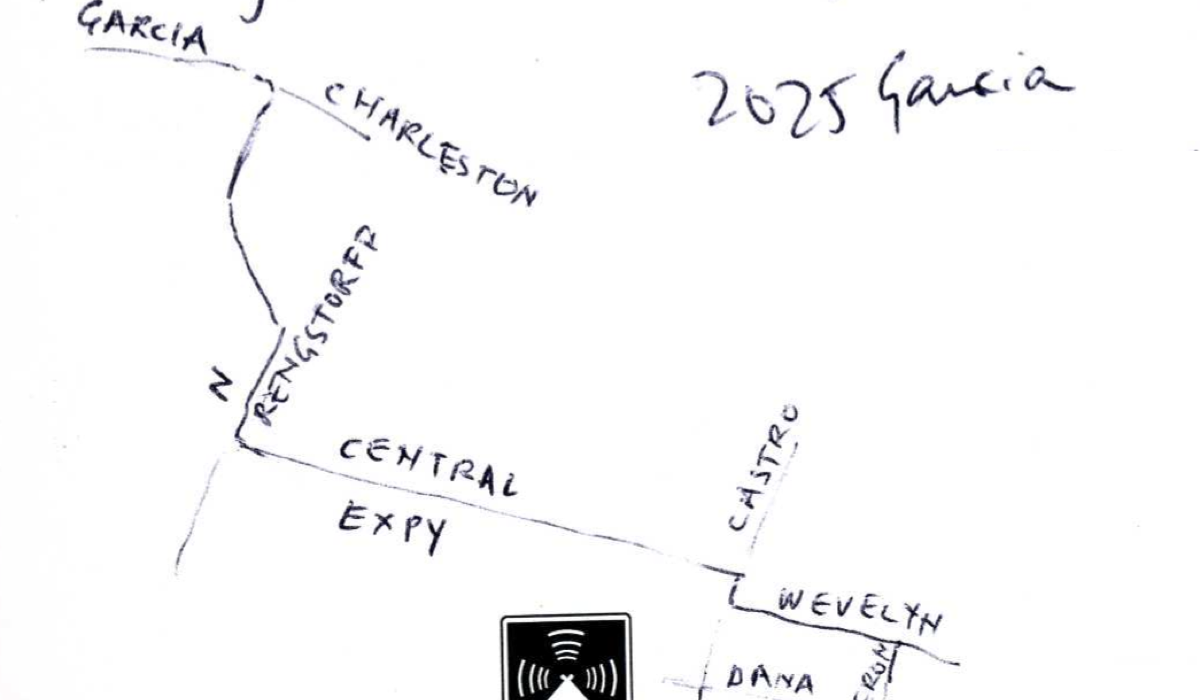 GARCIA
2025 Garcia
CHARLESTON
N RENGSTORFF
CENTRAL
EXPY
CASTRO
W EVELYN
DANA